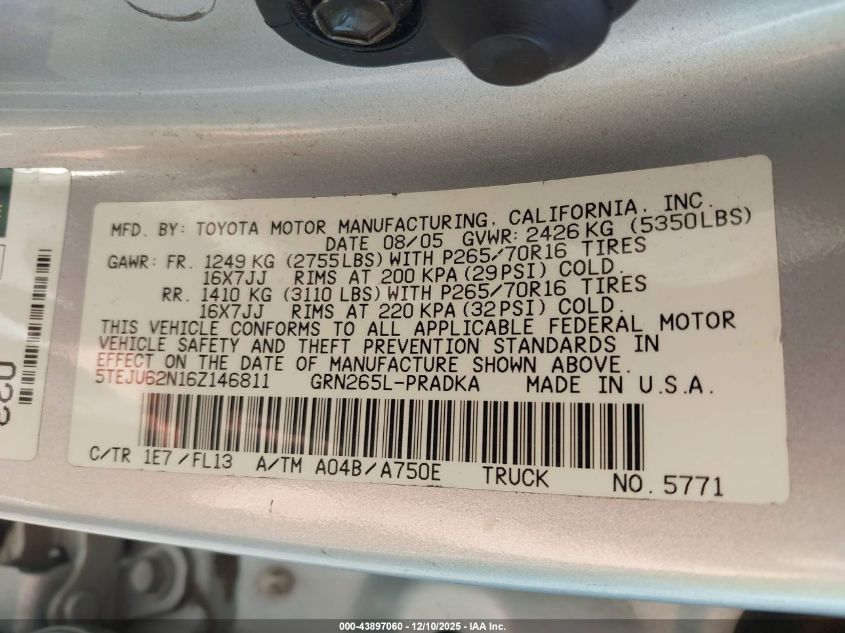 MFD. BY: TOYOTA MOTOR MANUFACTURING, CALIFORNIA, INC.
DATE 08/05 GVWR: 2426 KG (5350LBS)
GAWR: FR. 1249 KG (2755LBS) WITH P265/70R16 TIRES
16X7JJ RIMS AT 200 KPA (29PSI) COLD.
RR. 1410 KG (3110 LBS) WITH P265/70R16 TIRES
16X7JJ RIMS AT 220 KPA (32PSI) COLD.
THIS VEHICLE CONFORMS TO ALL APPLICABLE FEDERAL MOTOR
VEHICLE SAFETY AND THEFT PREVENTION STANDARDS IN
EFFECT ON THE DATE OF MANUFACTURE SHOWN ABOVE.
5TEJU62N16Z146811 GRN265L-PRADKA MADE IN U.S.A.
C/TR 1E7/FL13 A/TM A04B/A750E TRUCK NO. 5771
000-43897060 - 12/10/2025 - IAA Inc.